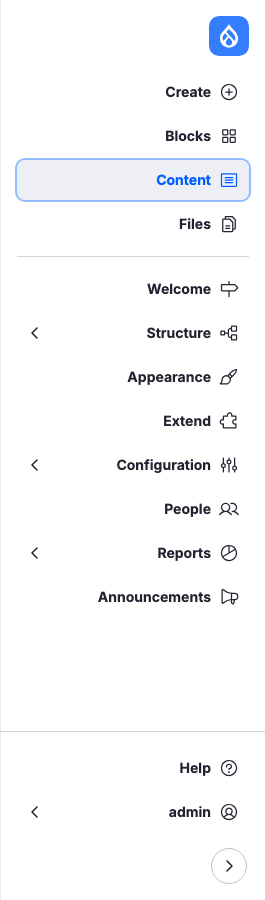 Create
Blocks
Content
Files
Welcome
Structure
Appearance
Extend
Configuration
People
Reports
Announcements
Help
admin